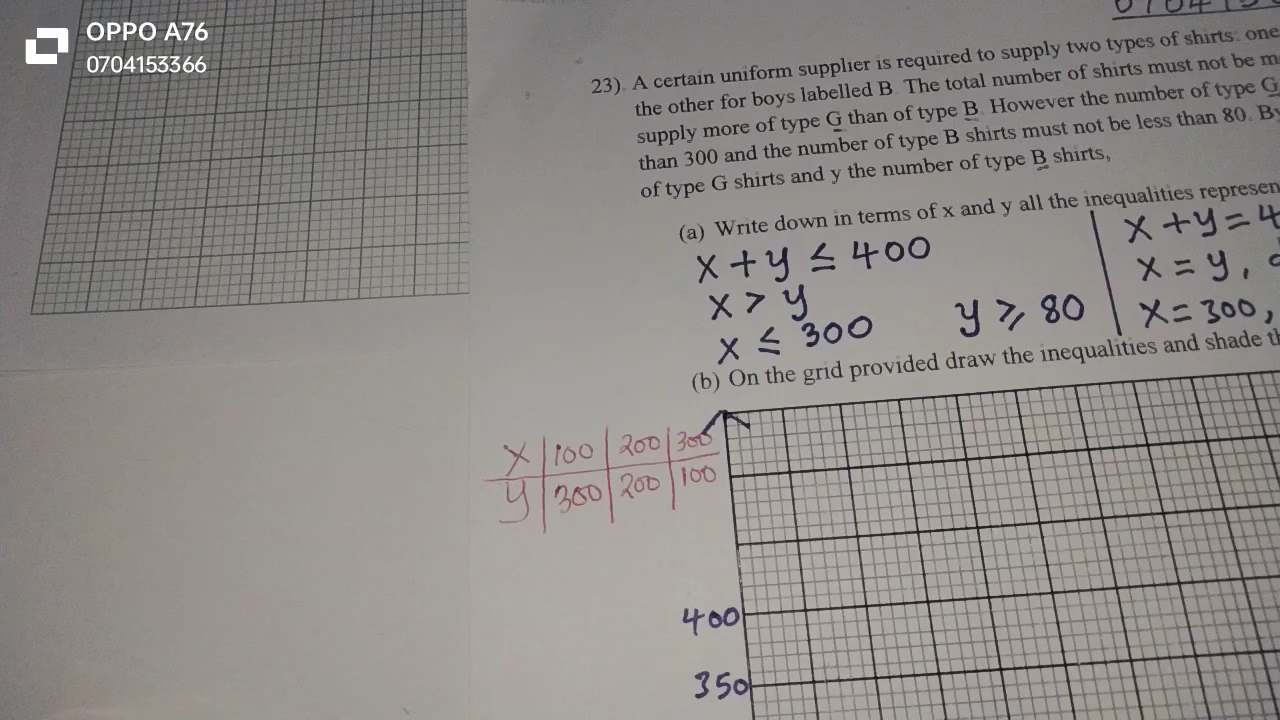 OPPO A76
0704153366
23). A certain uniform supplier is required to supply two types of shirts: one
the other for boys labelled B. The total number of shirts must not be m
supply more of type G than of type B. However the number of type G
than 300 and the number of type B shirts must not be less than 80. By
of type G shirts and y the number of type B shirts,
(a) Write down in terms of x and y all the inequalities represen
x + y ≤ 400
x > y
x ≤ 300
y ≥ 80
x + y = 4
x = y,
x = 300,
(b) On the grid provided draw the inequalities and shade th
x | 100 | 200 | 300
y | 300 | 200 | 100
400
350